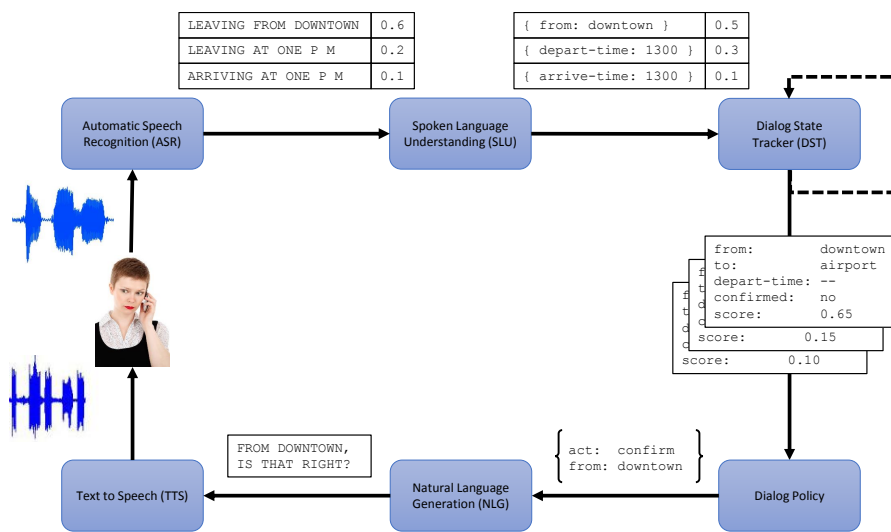 LEAVING FROM DOWNTOWN 0.6
LEAVING AT ONE P M 0.2
ARRIVING AT ONE P M 0.1
{ from: downtown } 0.5
{ depart-time: 1300 } 0.3
{ arrive-time: 1300 } 0.1
Automatic Speech
Recognition (ASR)
Spoken Language
Understanding (SLU)
Dialog State
Tracker (DST)
from: downtown
to: airport
depart-time: --
confirmed: no
score: 0.65
f
t
d
c
score: 0.15
f
t
d
c
score: 0.10
FROM DOWNTOWN,
IS THAT RIGHT?
act: confirm
from: downtown
Text to Speech (TTS)
Natural Language
Generation (NLG)
Dialog Policy